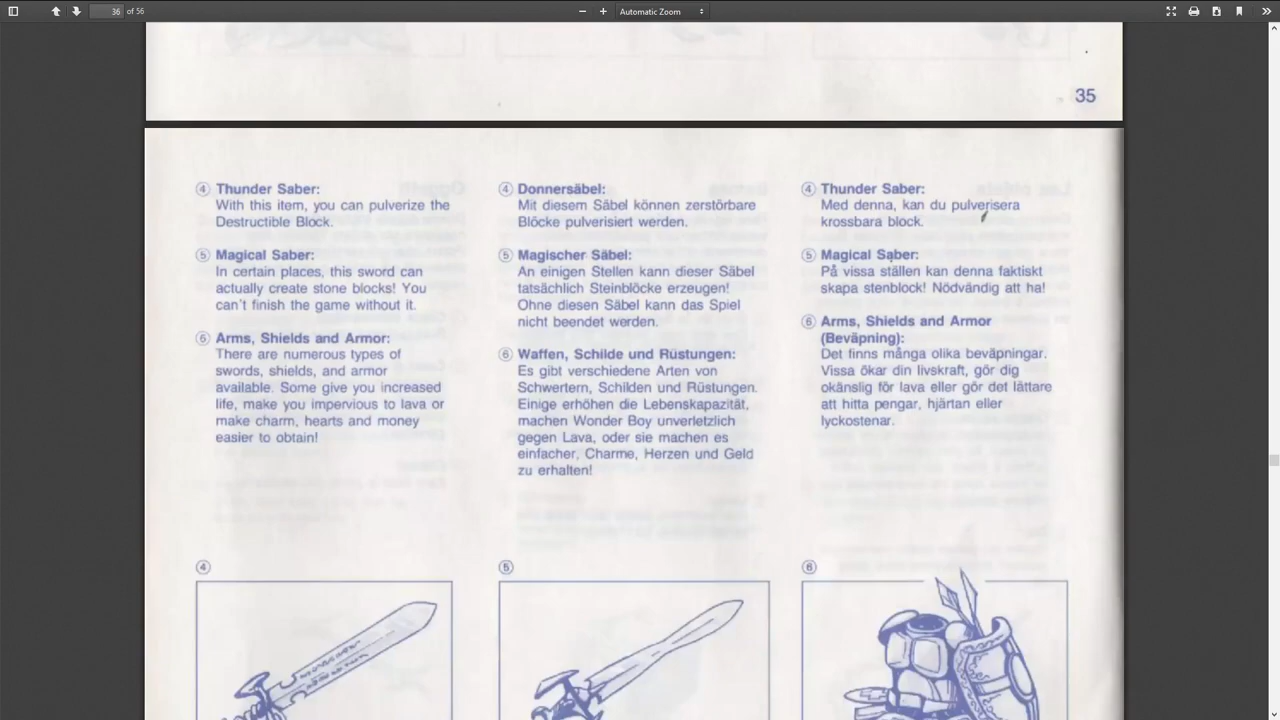 36
of 56
Automatic Zoom
35
④ Thunder Saber:
With this item, you can pulverize the
Destructible Block.
⑤ Magical Saber:
In certain places, this sword can
actually create stone blocks! You
can't finish the game without it.
⑥ Arms, Shields and Armor:
There are numerous types of
swords, shields, and armor
available. Some give you increased
life, make you impervious to lava or
make charm, hearts and money
easier to obtain!
④ Donnersäbel:
Mit diesem Säbel können zerstörbare
Blöcke pulverisiert werden.
⑤ Magischer Säbel:
An einigen Stellen kann dieser Säbel
tatsächlich Steinblöcke erzeugen!
Ohne diesen Säbel kann das Spiel
nicht beendet werden.
⑥ Waffen, Schilde und Rüstungen:
Es gibt verschiedene Arten von
Schwertern, Schilden und Rüstungen.
Einige erhöhen die Lebenskapazität,
machen Wonder Boy unverletzlich
gegen Lava, oder sie machen es
einfacher, Charme, Herzen und Geld
zu erhalten!
④ Thunder Saber:
Med denna, kan du pulverisera
krossbara block.
⑤ Magical Saber:
På vissa ställen kan denna faktiskt
skapa stenblock! Nödvändig att ha!
⑥ Arms, Shields and Armor
(Beväpning):
Det finns många olika beväpningar.
Vissa ökar din livskraft, gör dig
okänslig för lava eller gör det lättare
att hitta pengar, hjärtan eller
lyckostenar.
④
⑤
⑥